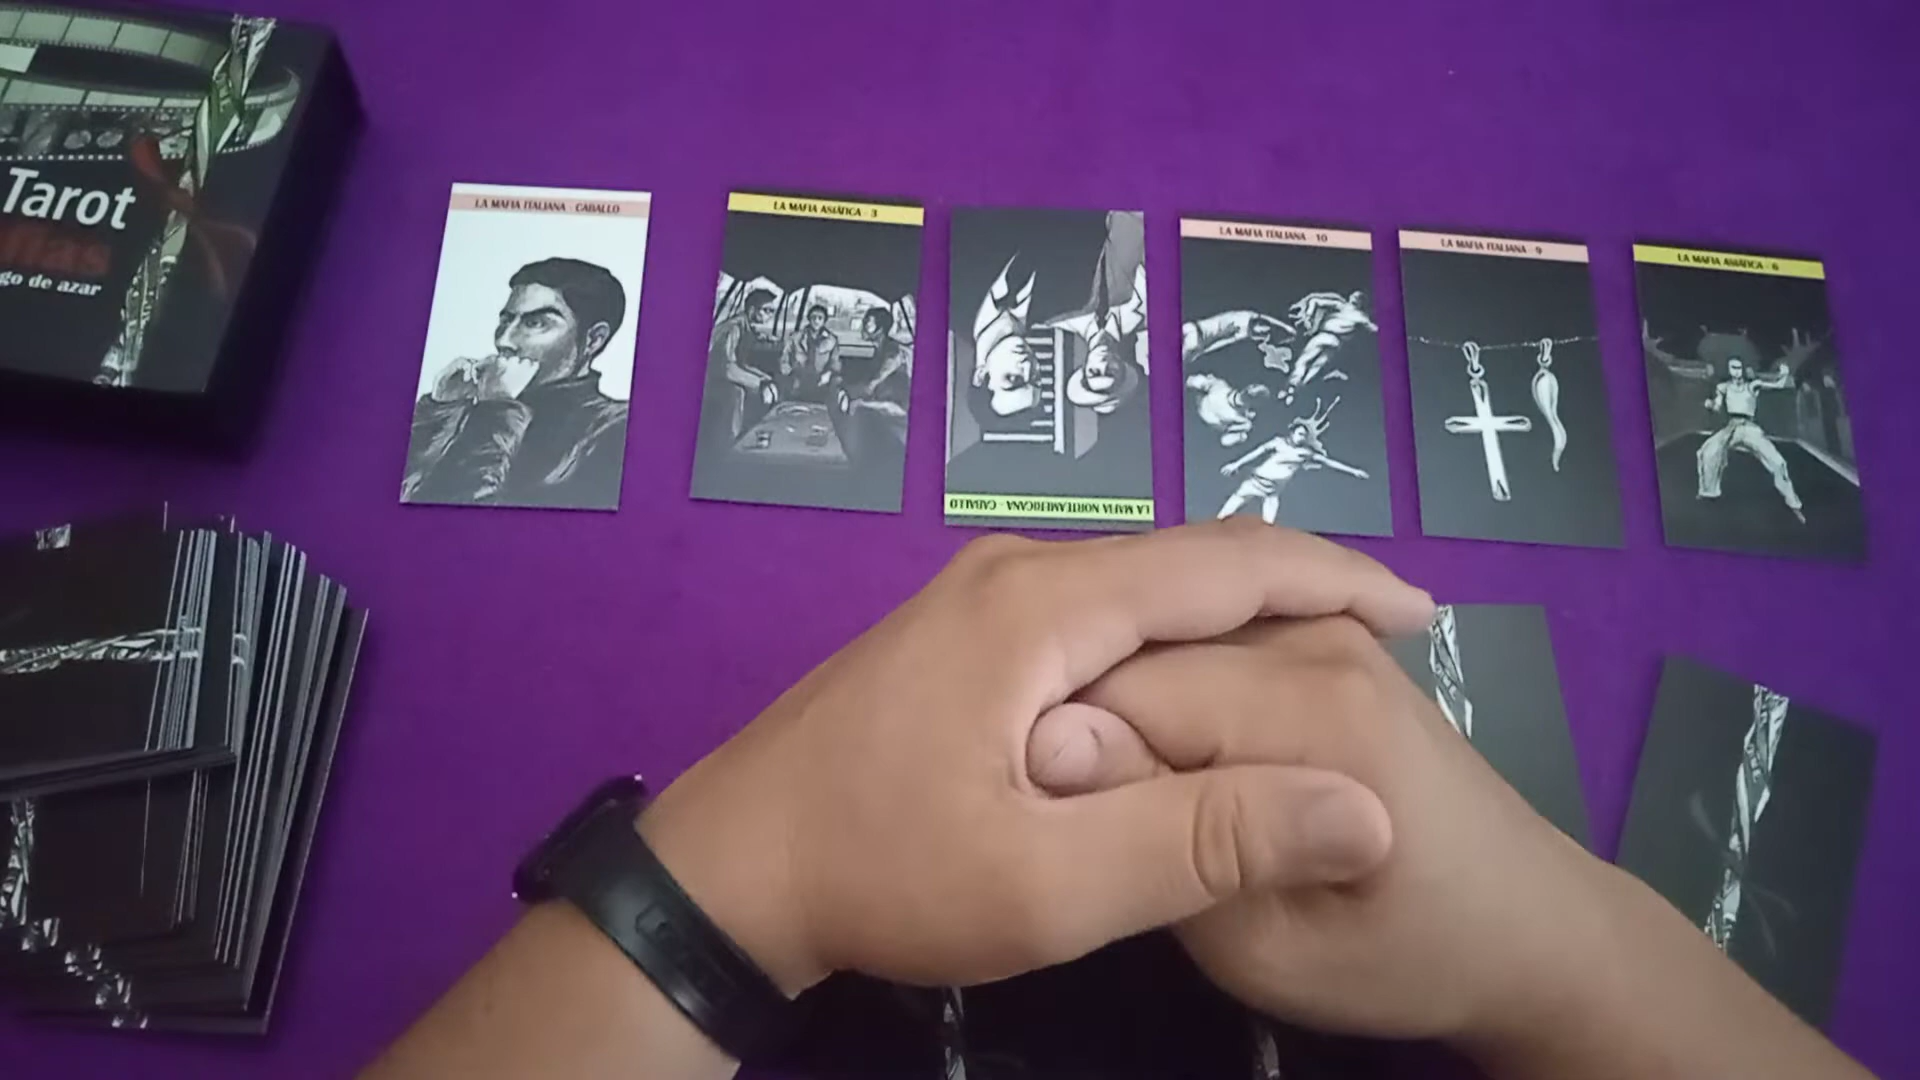 Tarot
go de azar
LA MAFIA ITALIANA - CABALLO
LA MAFIA ASIÁTICA - 3
LA MAFIA NORTEAMERICANA - CABALLO
LA MAFIA ITALIANA - 10
LA MAFIA ITALIANA - 9
LA MAFIA ASIÁTICA - 6